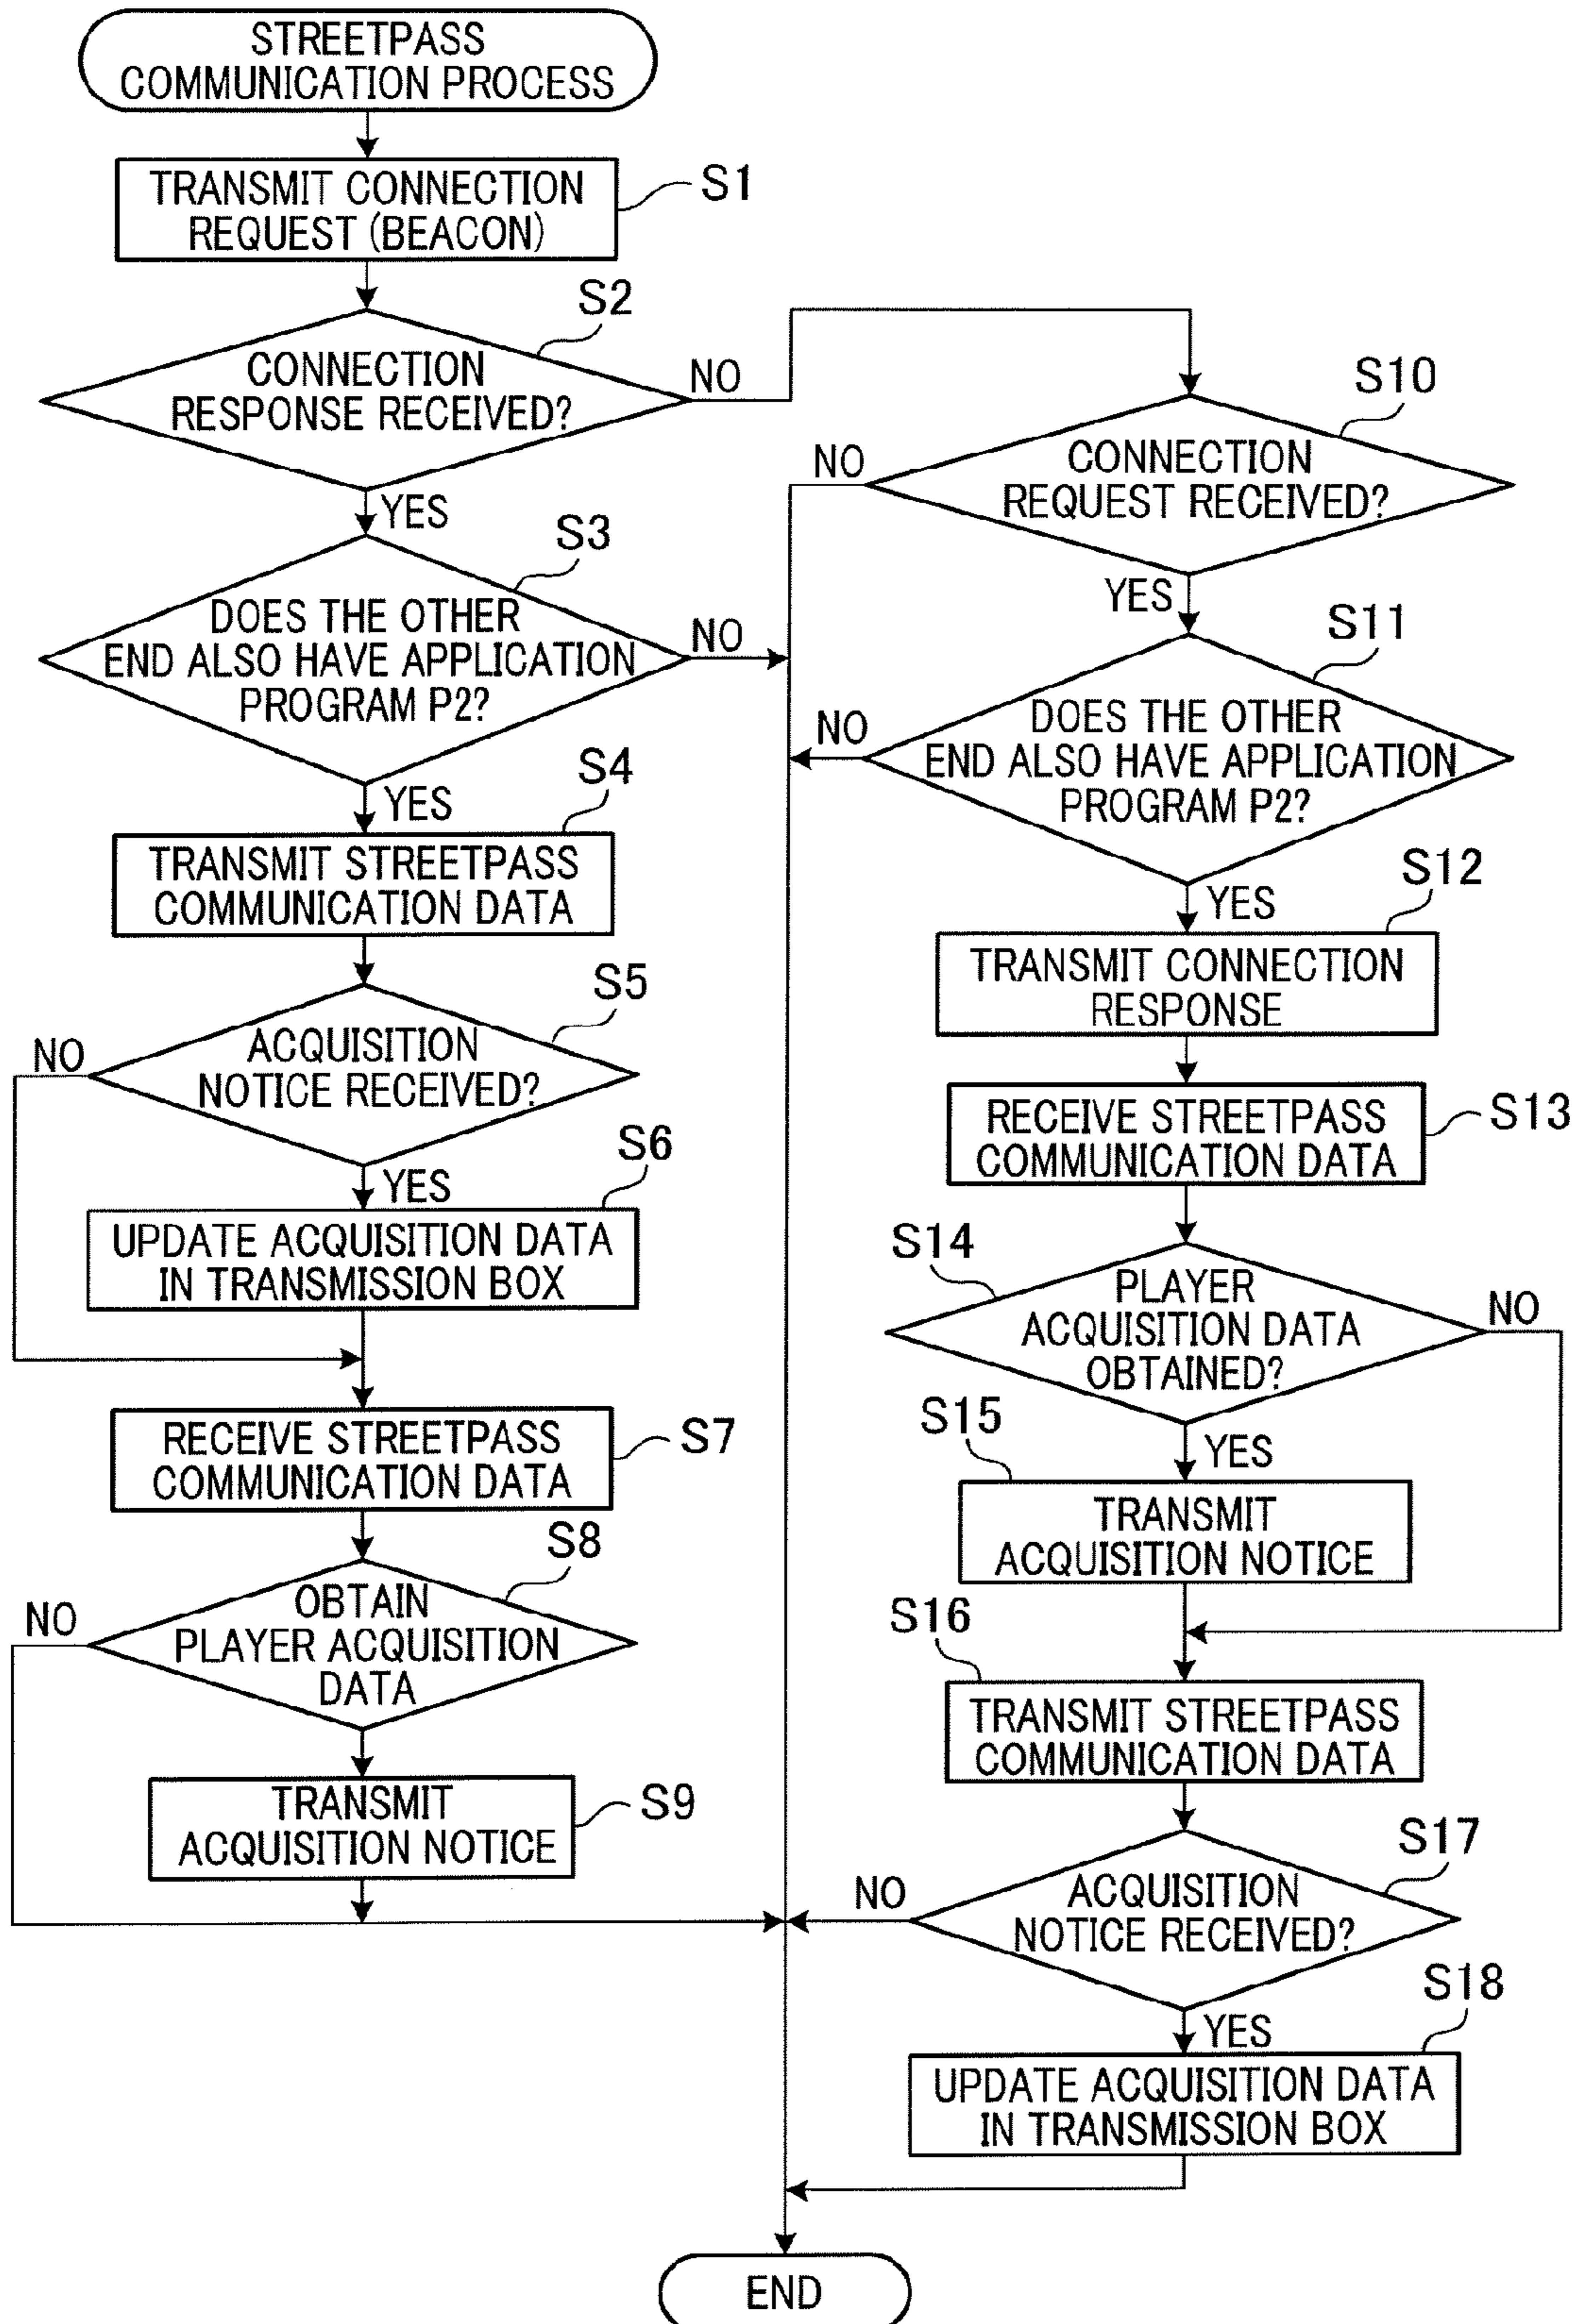 STREETPASS
COMMUNICATION PROCESS
TRANSMIT CONNECTION
REQUEST (BEACON)
S1
S2
CONNECTION
RESPONSE RECEIVED?
NO
YES
S3
DOES THE OTHER
END ALSO HAVE APPLICATION
PROGRAM P2?
NO
YES
S4
TRANSMIT STREETPASS
COMMUNICATION DATA
S5
ACQUISITION
NOTICE RECEIVED?
NO
YES
S6
UPDATE ACQUISITION DATA
IN TRANSMISSION BOX
RECEIVE STREETPASS
COMMUNICATION DATA
S7
S8
OBTAIN
PLAYER ACQUISITION
DATA
NO
TRANSMIT
ACQUISITION NOTICE
S9
S10
CONNECTION
REQUEST RECEIVED?
NO
YES
S11
DOES THE OTHER
END ALSO HAVE APPLICATION
PROGRAM P2?
NO
YES
S12
TRANSMIT CONNECTION
RESPONSE
RECEIVE STREETPASS
COMMUNICATION DATA
S13
S14
PLAYER
ACQUISITION DATA
OBTAINED?
NO
YES
S15
TRANSMIT
ACQUISITION NOTICE
S16
TRANSMIT STREETPASS
COMMUNICATION DATA
S17
ACQUISITION
NOTICE RECEIVED?
NO
YES
S18
UPDATE ACQUISITION DATA
IN TRANSMISSION BOX
END